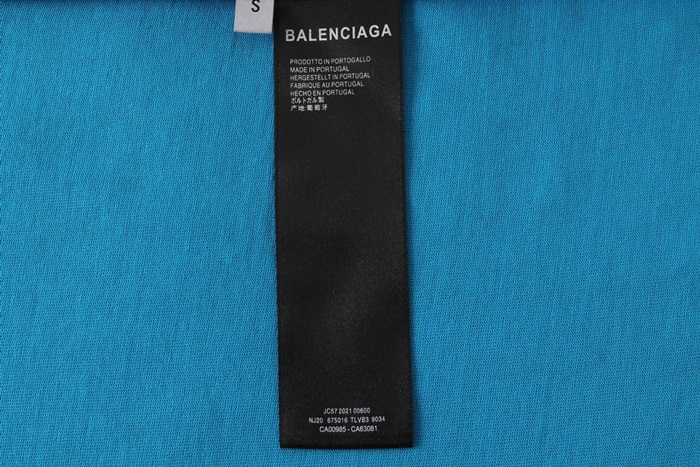 S
BALENCIAGA
PRODOTTO IN PORTOGALLO
MADE IN PORTUGAL
HERGESTELLT IN PORTUGAL
FABRIQUÉ AU PORTUGAL
HECHO EN PORTUGAL
ポルトガル製
产地:葡萄牙
JC57 2021 00600
NJ20 675016 TLVB3 9034
CA00985 - CA63081